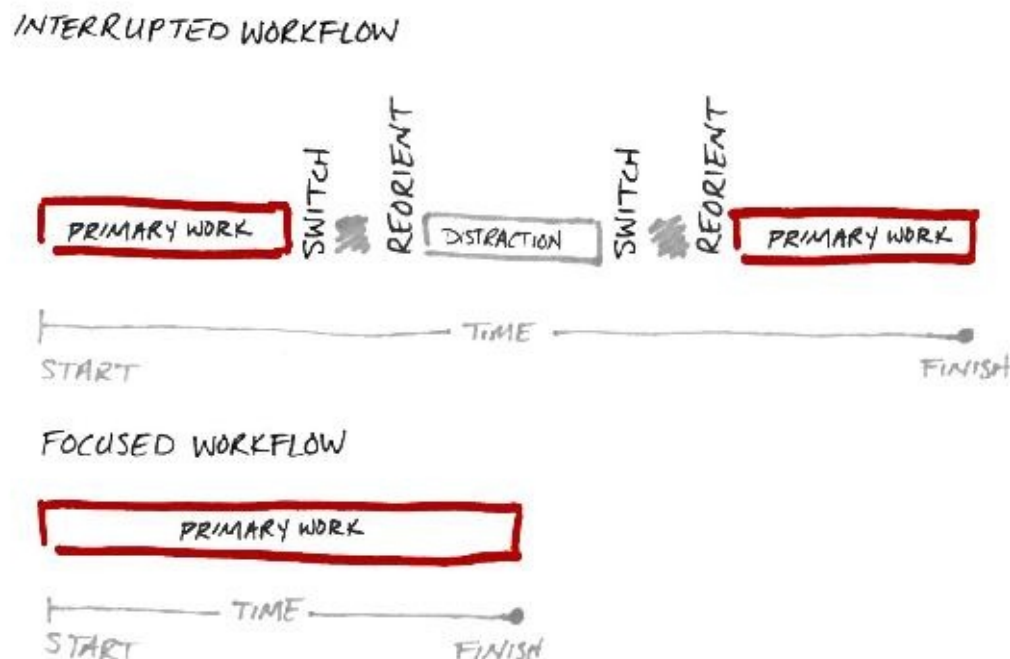 INTERRUPTED WORKFLOW
PRIMARY WORK
SWITCH
REORIENT
DISTRACTION
SWITCH
REORIENT
PRIMARY WORK
TIME
START
FINISH
FOCUSED WORKFLOW
PRIMARY WORK
TIME
START
FINISH